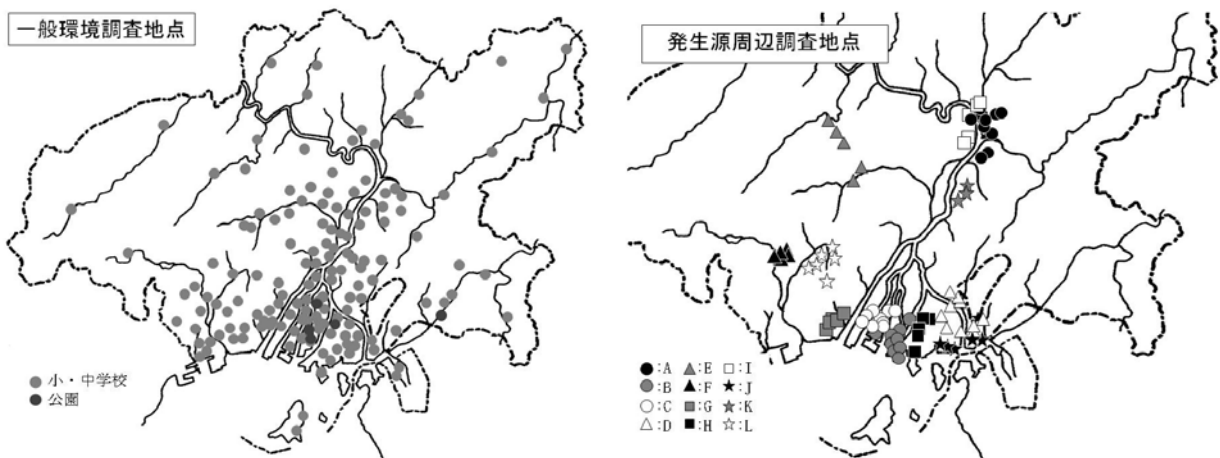 一般環境調査地点
小・中学校
公園
発生源周辺調査地点
:A :E :I
:B :F :J
:C :G :K
:D :H :L